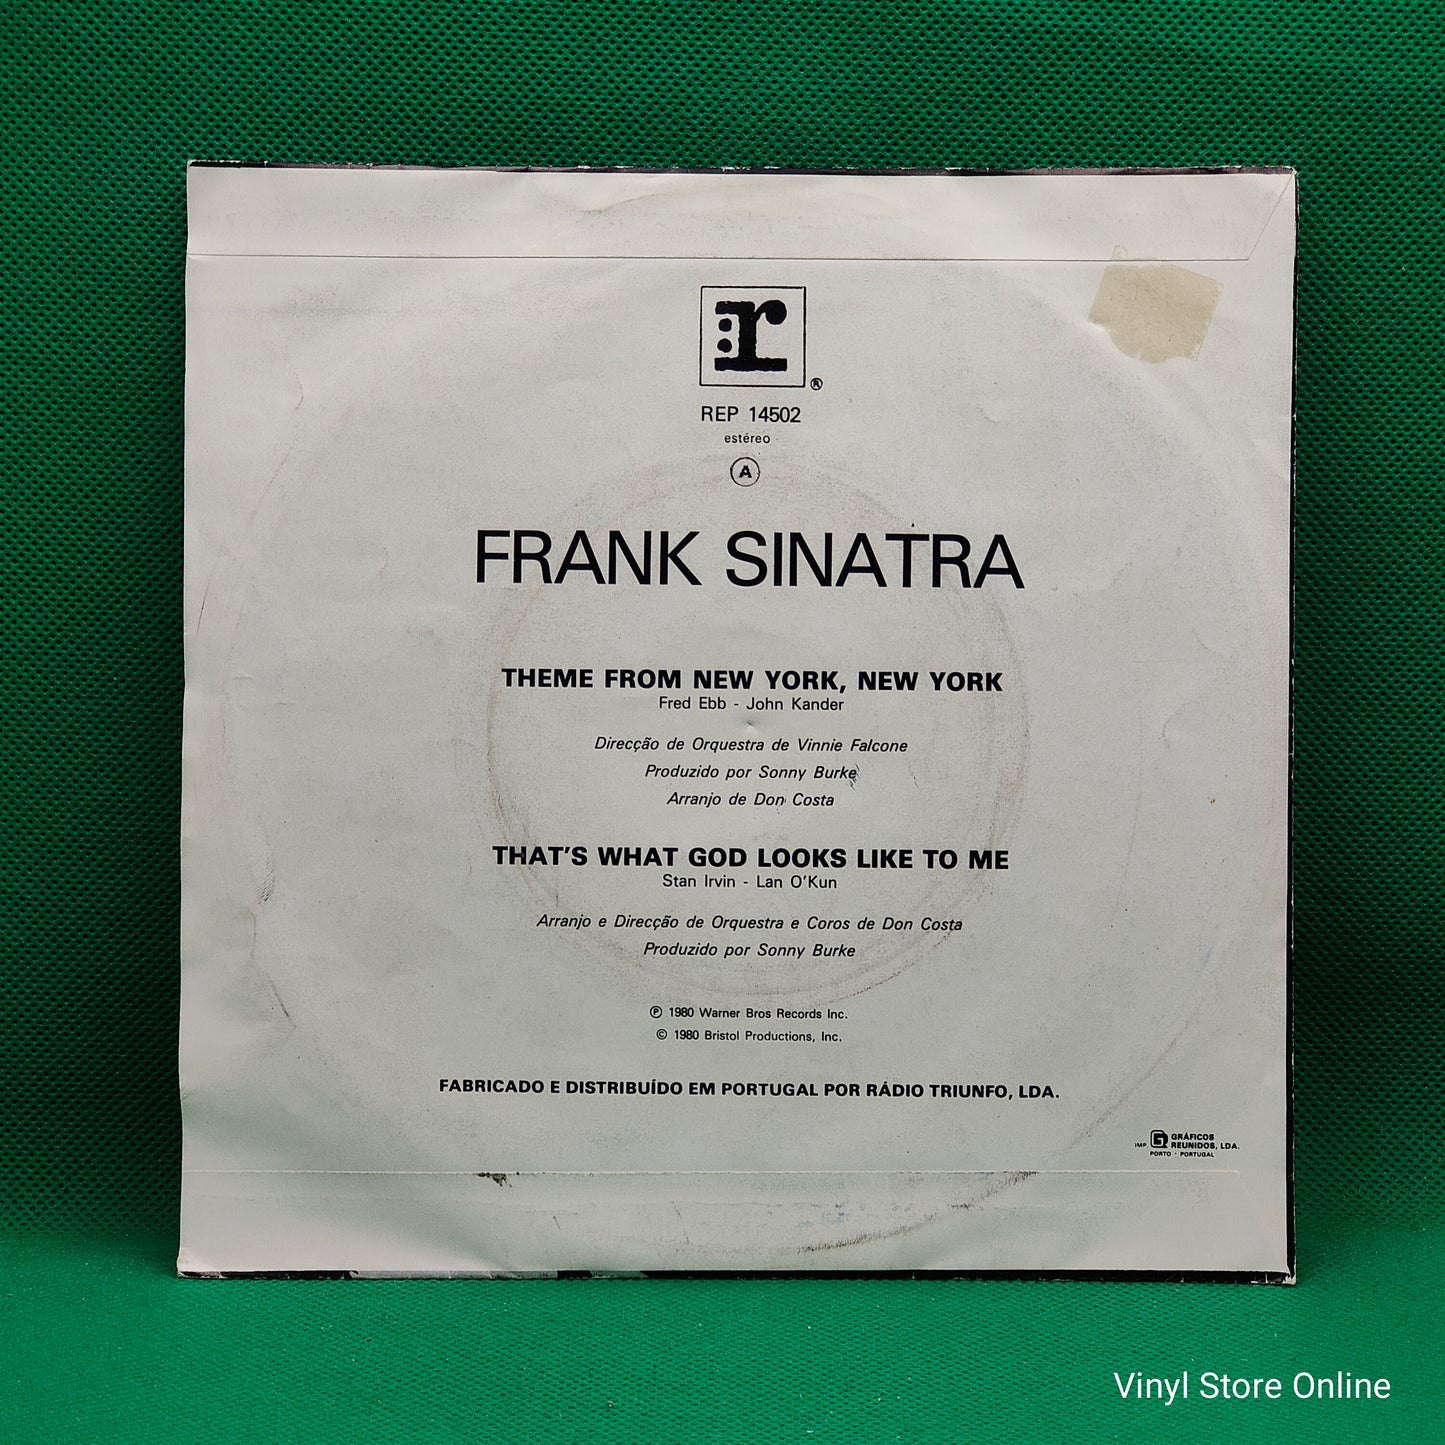 :r
®
REP 14502
estéreo
A
FRANK SINATRA
THEME FROM NEW YORK, NEW YORK
Fred Ebb - John Kander
Direcção de Orquestra de Vinnie Falcone
Produzido por Sonny Burke
Arranjo de Don Costa
THAT'S WHAT GOD LOOKS LIKE TO ME
Stan Irvin - Lan O'Kun
Arranjo e Direcção de Orquestra e Coros de Don Costa
Produzido por Sonny Burke
℗ 1980 Warner Bros Records Inc.
© 1980 Bristol Productions, Inc.
FABRICADO E DISTRIBUÍDO EM PORTUGAL POR RÁDIO TRIUNFO, LDA.
IMP. G GRÁFICOS
REUNIDOS, LDA.
PORTO - PORTUGAL
Vinyl Store Online